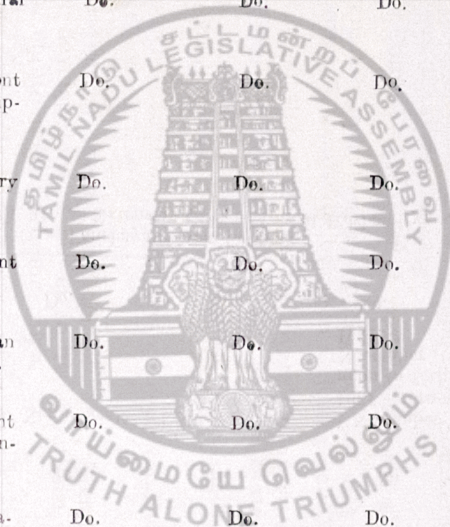 Do. Do. Do.
சட்டமன்றப் பேரவை
தமிழ்நாடு
TAMIL NADU LEGISLATIVE ASSEMBLY
Do. Do. Do.
Do. Do. Do.
Do. Do. Do.
Do. Do. Do.
Do. Do. Do.
Do. Do. Do.
வாய்மையே வெல்லும்
TRUTH ALONE TRIUMPHS